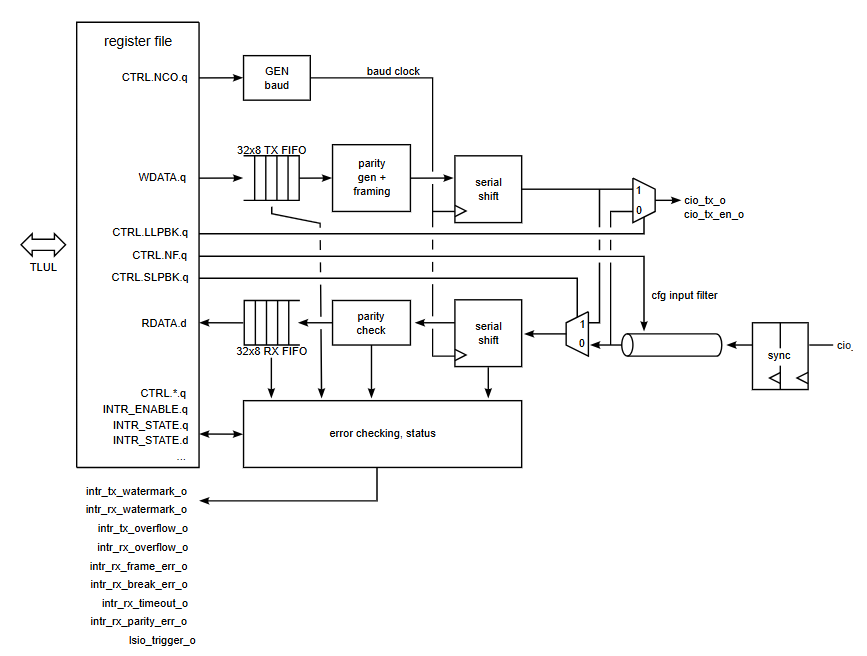 register file
CTRL.NCO.q
GEN
baud
baud clock
32x8 TX FIFO
WDATA.q
parity
gen +
framing
serial
shift
1
0
cio_tx_o
cio_tx_en_o
CTRL.LLPBK.q
CTRL.NF.q
CTRL.SLPBK.q
TLUL
cfg input filter
RDATA.d
32x8 RX FIFO
parity
check
serial
shift
1
0
sync
cio_
CTRL.*.q
INTR_ENABLE.q
INTR_STATE.q
INTR_STATE.d
...
error checking, status
intr_tx_watermark_o
intr_rx_watermark_o
intr_tx_overflow_o
intr_rx_overflow_o
intr_rx_frame_err_o
intr_rx_break_err_o
intr_rx_timeout_o
intr_rx_parity_err_o
lsio_trigger_o